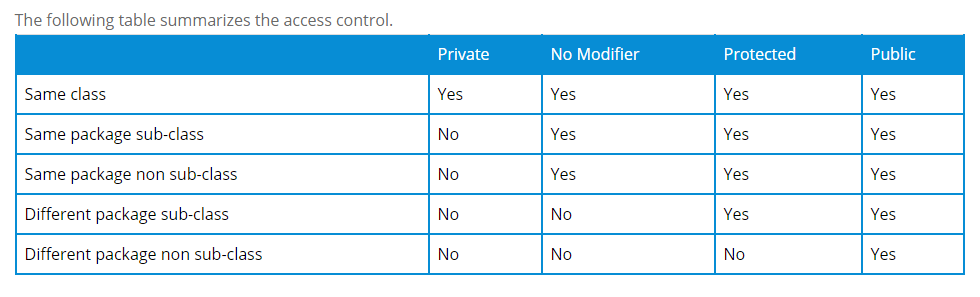 The following table summarizes the access control.
Private No Modifier Protected Public
Same class Yes Yes Yes Yes
Same package sub-class No Yes Yes Yes
Same package non sub-class No Yes Yes Yes
Different package sub-class No No Yes Yes
Different package non sub-class No No No Yes